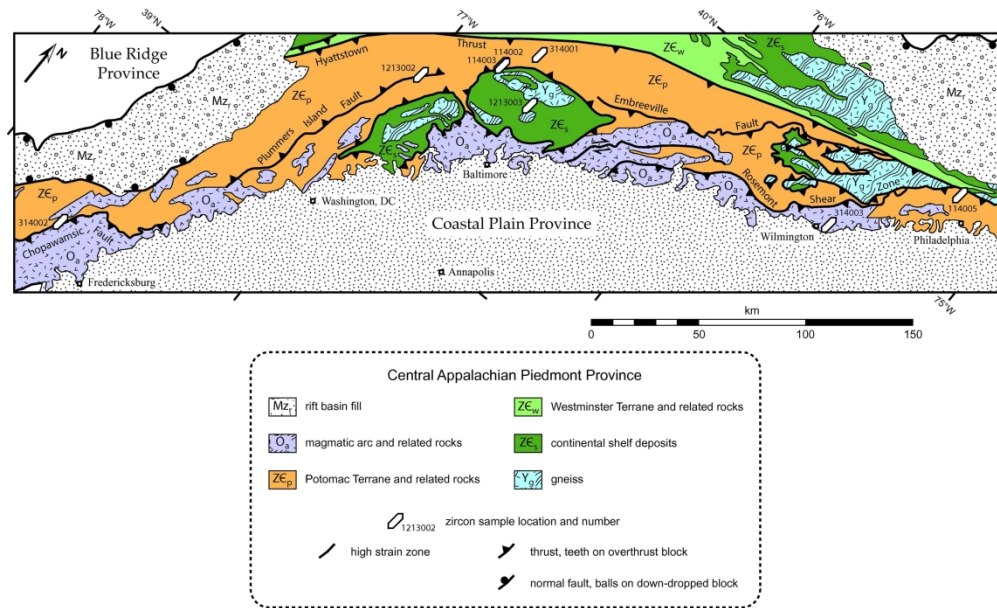 78°W
39°N
77°W
40°N
76°W
Blue Ridge
Province
N
Mzr
Hyattstown
Thrust
114002
314001
114003
1213002
1213003
ZЄw
ZЄs
Yg
Mzr
ZЄp
ZЄp
Plummers Island Fault
Embreeville
Fault
Mzr
ZЄs
ZЄs
Oa
Oa
ZЄp
Baltimore
Rosemont
Shear
Zone
ZЄp
314002
Chopawamsic
Fault
Oa
Oa
Washington, DC
Oa
Coastal Plain Province
Wilmington
314003
114005
Philadelphia
Oa
Fredericksburg
Annapolis
75°W
km
0 50 100 150
Central Appalachian Piedmont Province
Mzr rift basin fill
ZЄw Westminster Terrane and related rocks
Oa magmatic arc and related rocks
ZЄs continental shelf deposits
ZЄp Potomac Terrane and related rocks
Yg gneiss
1213002 zircon sample location and number
high strain zone
thrust, teeth on overthrust block
normal fault, balls on down-dropped block